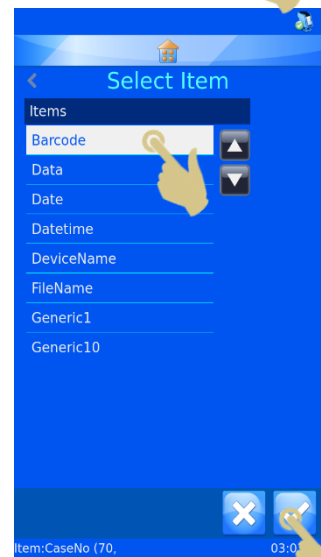 Select Item
Items
Barcode
Data
Date
Datetime
DeviceName
FileName
Generic1
Generic10
Item:CaseNo (70,